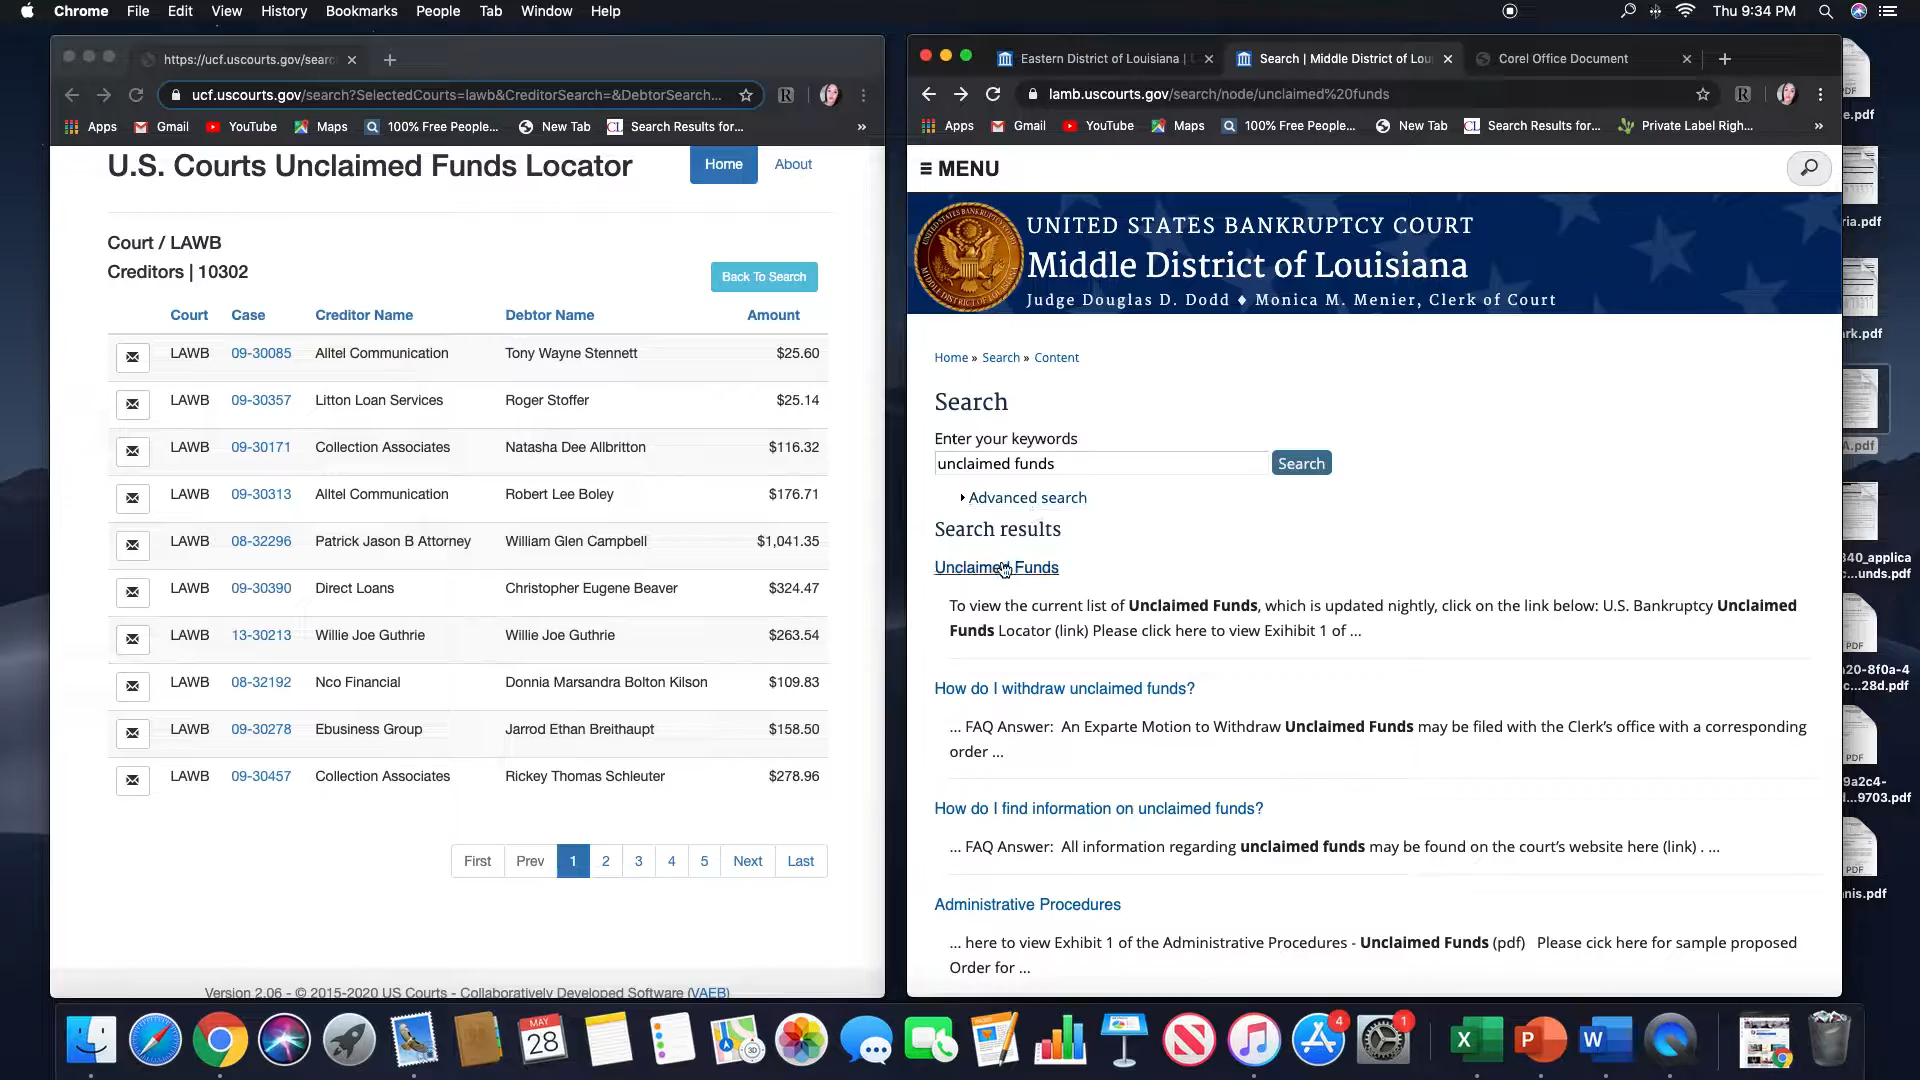 Chrome File Edit View History Bookmarks People Tab Window Help
Thu 9:34 PM
https://ucf.uscourts.gov/sear
ucf.uscourts.gov/search?SelectedCourts=lawb&CreditorSearch=&DebtorSearch...
Apps Gmail YouTube Maps 100% Free People... New Tab Search Results for... »
U.S. Courts Unclaimed Funds Locator
Home About
Court / LAWB
Creditors | 10302
Back To Search
Court Case Creditor Name Debtor Name Amount
LAWB 09-30085 Alltel Communication Tony Wayne Stennett $25.60
LAWB 09-30357 Litton Loan Services Roger Stoffer $25.14
LAWB 09-30171 Collection Associates Natasha Dee Allbritton $116.32
LAWB 09-30313 Alltel Communication Robert Lee Boley $176.71
LAWB 08-32296 Patrick Jason B Attorney William Glen Campbell $1,041.35
LAWB 09-30390 Direct Loans Christopher Eugene Beaver $324.47
LAWB 13-30213 Willie Joe Guthrie Willie Joe Guthrie $263.54
LAWB 08-32192 Nco Financial Donnia Marsandra Bolton Kilson $109.83
LAWB 09-30278 Ebusiness Group Jarrod Ethan Breithaupt $158.50
LAWB 09-30457 Collection Associates Rickey Thomas Schleuter $278.96
First Prev 1 2 3 4 5 Next Last
Version 2.06 - © 2015-2020 US Courts - Collaboratively Developed Software (VAEB)
Eastern District of Louisiana |
Search | Middle District of Lou
Corel Office Document
lamb.uscourts.gov/search/node/unclaimed%20funds
Apps Gmail YouTube Maps 100% Free People... New Tab Search Results for... Private Label Righ... »
≡ MENU
UNITED STATES BANKRUPTCY COURT
Middle District of Louisiana
Judge Douglas D. Dodd ♦ Monica M. Menier, Clerk of Court
Home » Search » Content
Search
Enter your keywords
unclaimed funds Search
Advanced search
Search results
Unclaimed Funds
To view the current list of Unclaimed Funds, which is updated nightly, click on the link below: U.S. Bankruptcy Unclaimed
Funds Locator (link) Please click here to view Exihibit 1 of ...
How do I withdraw unclaimed funds?
... FAQ Answer: An Exparte Motion to Withdraw Unclaimed Funds may be filed with the Clerk's office with a corresponding
order ...
How do I find information on unclaimed funds?
... FAQ Answer: All information regarding unclaimed funds may be found on the court's website here (link) . ...
Administrative Procedures
... here to view Exhibit 1 of the Administrative Procedures - Unclaimed Funds (pdf) Please cick here for sample proposed
Order for ...
e.pdf
ria.pdf
rk.pdf
A.pdf
340_applica
c...unds.pdf
PDF
a20-8f0a-4
c...28d.pdf
PDF
9a2c4-
d...9703.pdf
PDF
nis.pdf
MAY
28
3D
4
1
X
P
W